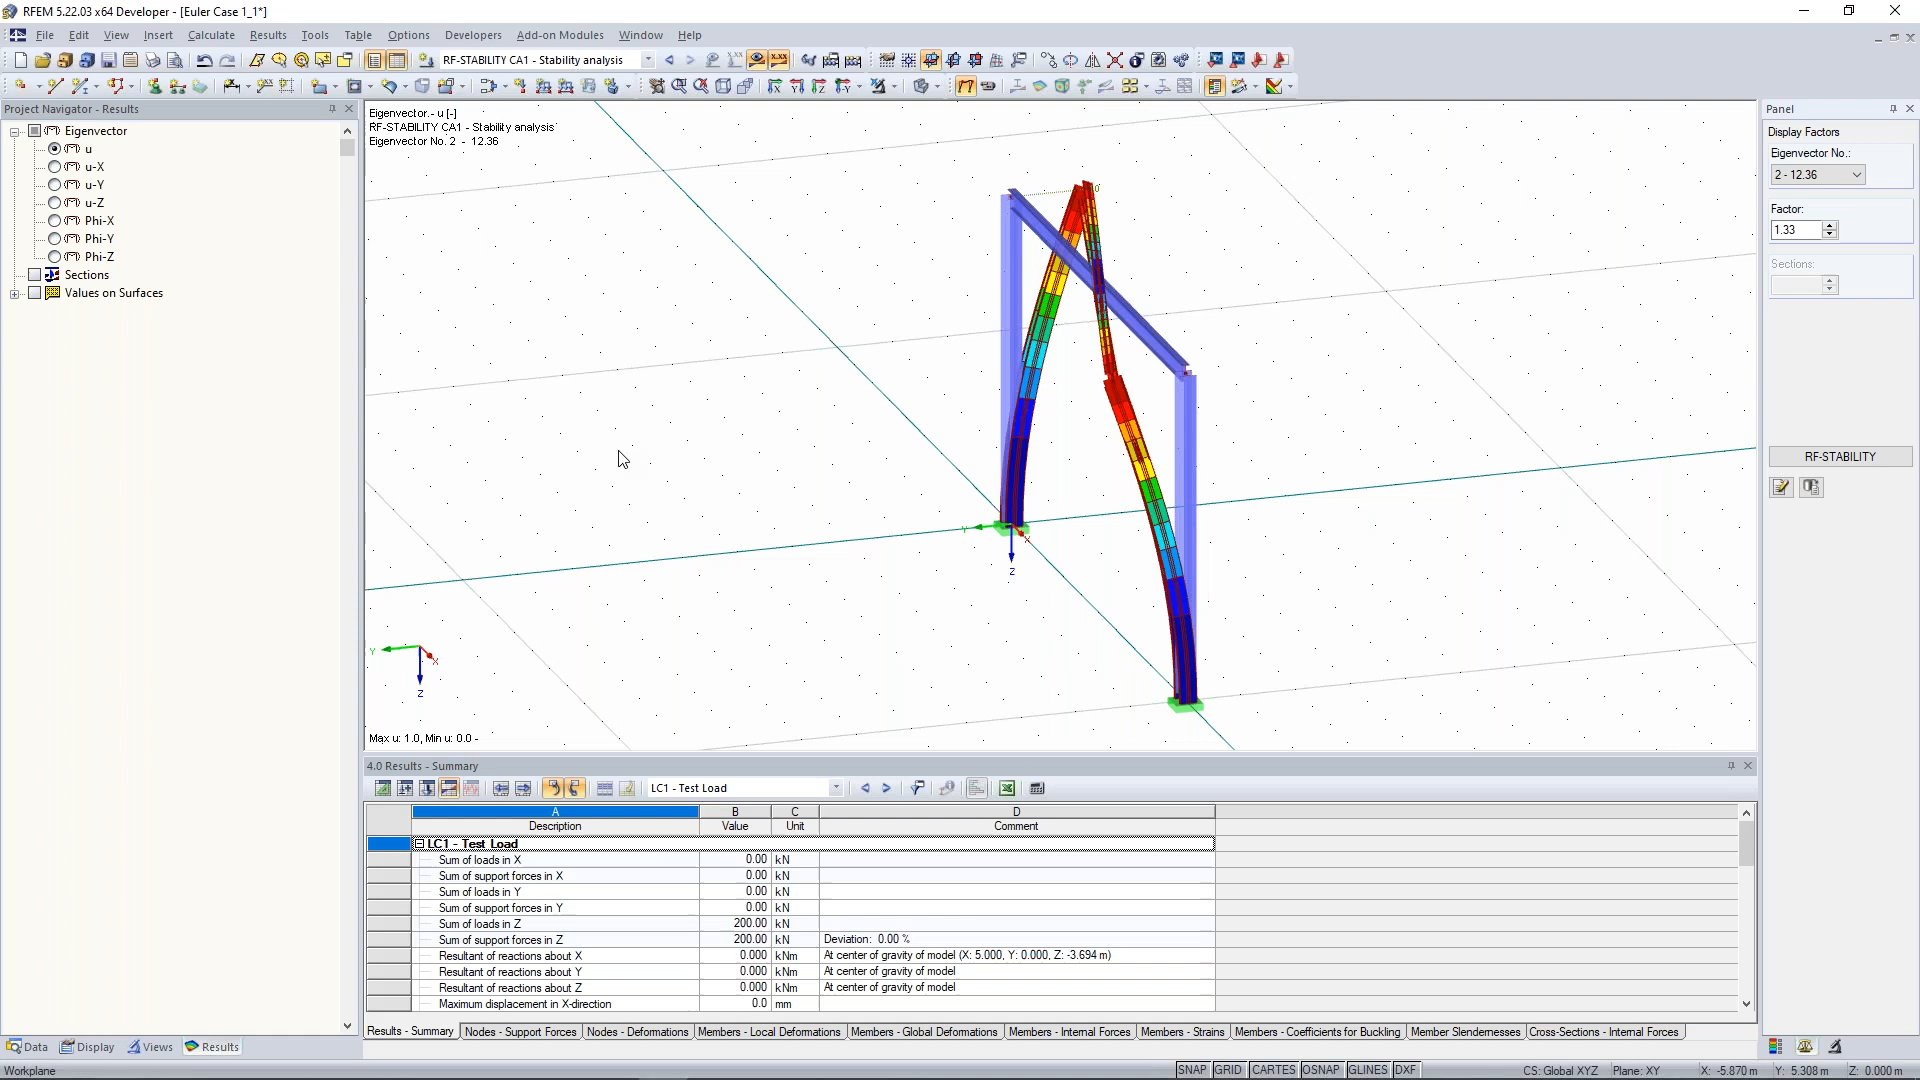 RFEM 5.22.03 x64 Developer - [Euler Case 1_1*]
File Edit View Insert Calculate Results Tools Table Options Developers Add-on Modules Window Help
RF-STABILITY CA1 - Stability analysis
Project Navigator - Results
Eigenvector
u
u-X
u-Y
u-Z
Phi-X
Phi-Y
Phi-Z
Sections
Values on Surfaces
Data Display Views Results
Eigenvector - u [-]
RF-STABILITY CA1 - Stability analysis
Eigenvector No. 2 - 12.36
Y
X
Z
Y
X
Z
Max u: 1.0, Min u: 0.0 -
Panel
Display Factors
Eigenvector No.:
2 - 12.36
Factor:
1.33
Sections:
RF-STABILITY
4.0 Results - Summary
LC1 - Test Load
A B C D
Description Value Unit Comment
LC1 - Test Load
Sum of loads in X 0.00 kN
Sum of support forces in X 0.00 kN
Sum of loads in Y 0.00 kN
Sum of support forces in Y 0.00 kN
Sum of loads in Z 200.00 kN
Sum of support forces in Z 200.00 kN Deviation: 0.00 %
Resultant of reactions about X 0.000 kNm At center of gravity of model (X: 5.000, Y: 0.000, Z: -3.694 m)
Resultant of reactions about Y 0.000 kNm At center of gravity of model
Resultant of reactions about Z 0.000 kNm At center of gravity of model
Maximum displacement in X-direction 0.0 mm
Results - Summary Nodes - Support Forces Nodes - Deformations Members - Local Deformations Members - Global Deformations Members - Internal Forces Members - Strains Members - Coefficients for Buckling Member Slendernesses Cross-Sections - Internal Forces
Workplane SNAP GRID CARTES OSNAP GLINES DXF CS: Global XYZ Plane: XY X: -5.870 m Y: 5.308 m Z: 0.000 m